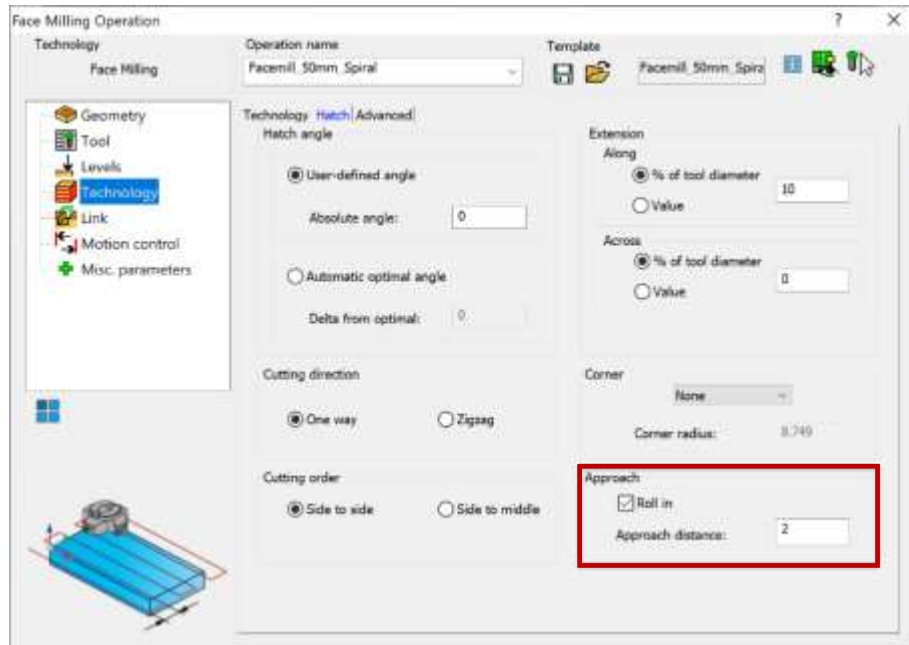 Face Milling Operation ? ×
Technology
Face Milling
Operation name
Facemill_50mm_Spiral
Template
Facemill_50mm_Spira
Geometry
Tool
Levels
Technology
Link
Motion control
Misc. parameters
Technology Hatch Advanced
Hatch angle
User-defined angle
Absolute angle: 0
Automatic optimal angle
Delta from optimal: 0
Extension
Along
% of tool diameter
Value
10
Across
% of tool diameter
Value
0
Cutting direction
One way Zigzag
Corner
None
Corner radius: 8.749
Cutting order
Side to side Side to middle
Approach
Roll in
Approach distance: 2